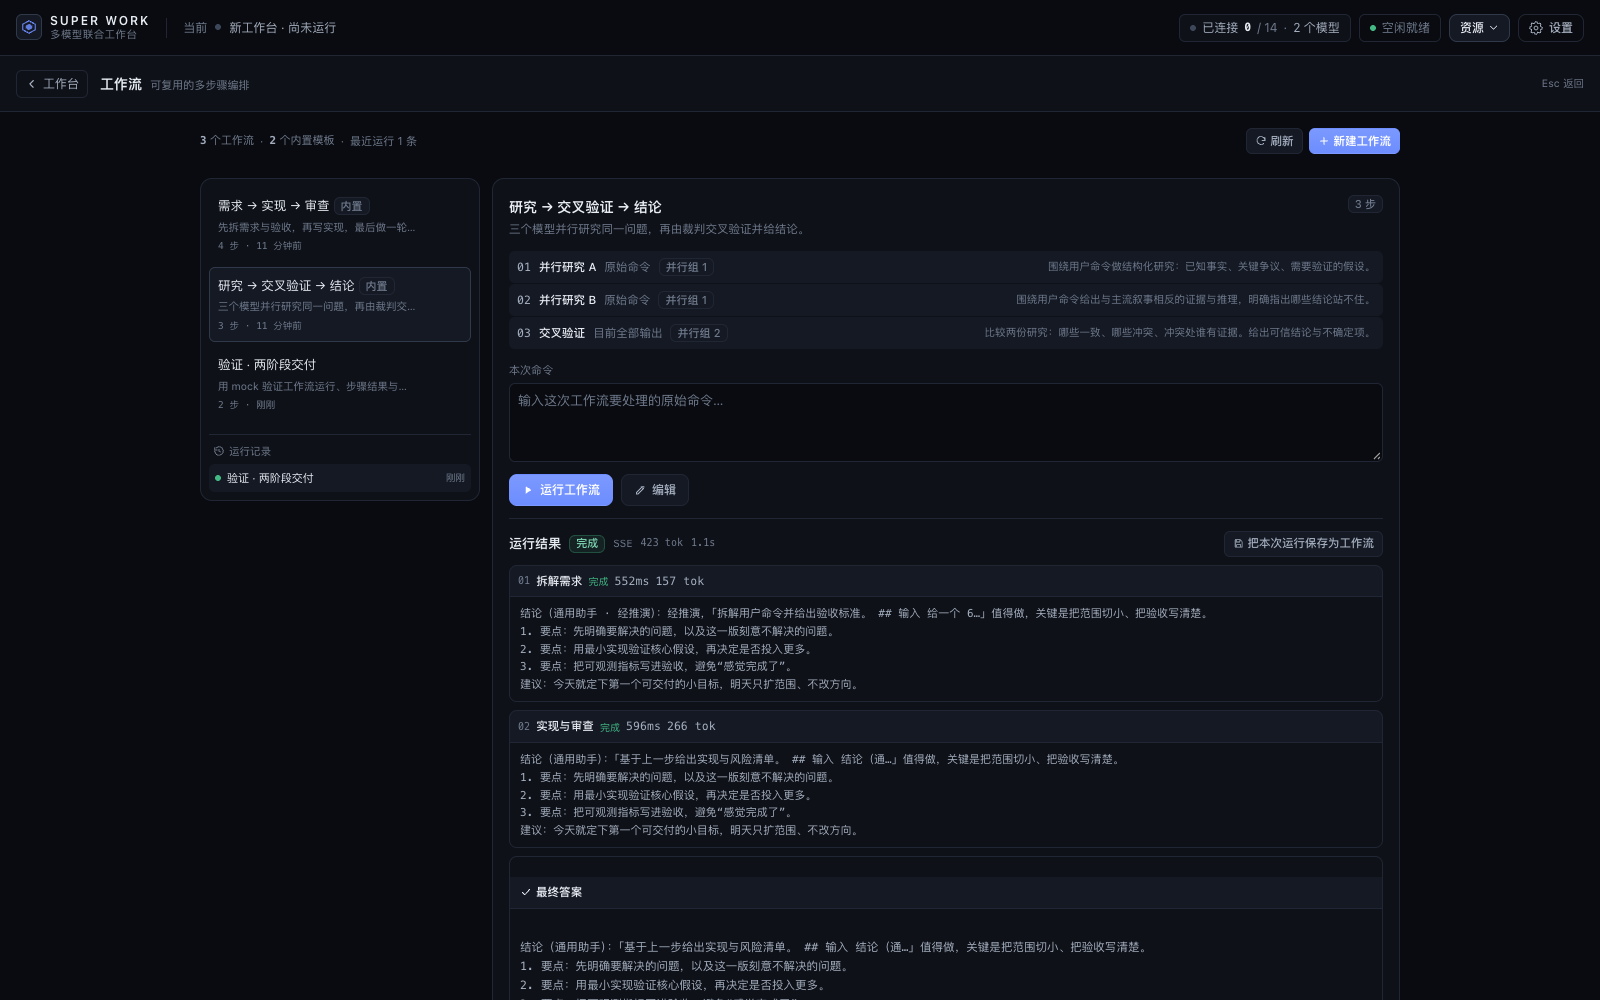 SUPER WORK
多模型联合工作台
当前 新工作台 · 尚未运行
已连接 0 / 14 · 2 个模型
空闲就绪
资源
设置
工作台
工作流 可复用的多步骤编排
Esc 返回
3 个工作流 · 2 个内置模板 · 最近运行 1 条
刷新
新建工作流
需求 → 实现 → 审查 内置
先拆需求与验收，再写实现，最后做一轮…
4 步 · 11 分钟前
研究 → 交叉验证 → 结论 内置
三个模型并行研究同一问题，再由裁判交…
3 步 · 11 分钟前
验证 · 两阶段交付
用 mock 验证工作流运行、步骤结果与…
2 步 · 刚刚
运行记录
验证 · 两阶段交付 刚刚
研究 → 交叉验证 → 结论
3 步
三个模型并行研究同一问题，再由裁判交叉验证并给结论。
01 并行研究 A 原始命令 并行组 1 围绕用户命令做结构化研究：已知事实、关键争议、需要验证的假设。
02 并行研究 B 原始命令 并行组 1 围绕用户命令给出与主流叙事相反的证据与推理，明确指出哪些结论站不住。
03 交叉验证 目前全部输出 并行组 2 比较两份研究：哪些一致、哪些冲突、冲突处谁有证据。给出可信结论与不确定项。
本次命令
输入这次工作流要处理的原始命令…
运行工作流
编辑
运行结果 完成 SSE 423 tok 1.1s
把本次运行保存为工作流
01 拆解需求 完成 552ms 157 tok
结论（通用助手 · 经推演）：经推演，「拆解用户命令并给出验收标准。 ## 输入 给一个 6…」值得做，关键是把范围切小、把验收写清楚。
1. 要点：先明确要解决的问题，以及这一版刻意不解决的问题。
2. 要点：用最小实现验证核心假设，再决定是否投入更多。
3. 要点：把可观测指标写进验收，避免“感觉完成了”。
建议：今天就定下第一个可交付的小目标，明天只扩范围、不改方向。
02 实现与审查 完成 596ms 266 tok
结论（通用助手）：「基于上一步给出实现与风险清单。 ## 输入 结论（通…」值得做，关键是把范围切小、把验收写清楚。
1. 要点：先明确要解决的问题，以及这一版刻意不解决的问题。
2. 要点：用最小实现验证核心假设，再决定是否投入更多。
3. 要点：把可观测指标写进验收，避免“感觉完成了”。
建议：今天就定下第一个可交付的小目标，明天只扩范围、不改方向。
最终答案
结论（通用助手）：「基于上一步给出实现与风险清单。 ## 输入 结论（通…」值得做，关键是把范围切小、把验收写清楚。
1. 要点：先明确要解决的问题，以及这一版刻意不解决的问题。
2. 要点：用最小实现验证核心假设，再决定是否投入更多。